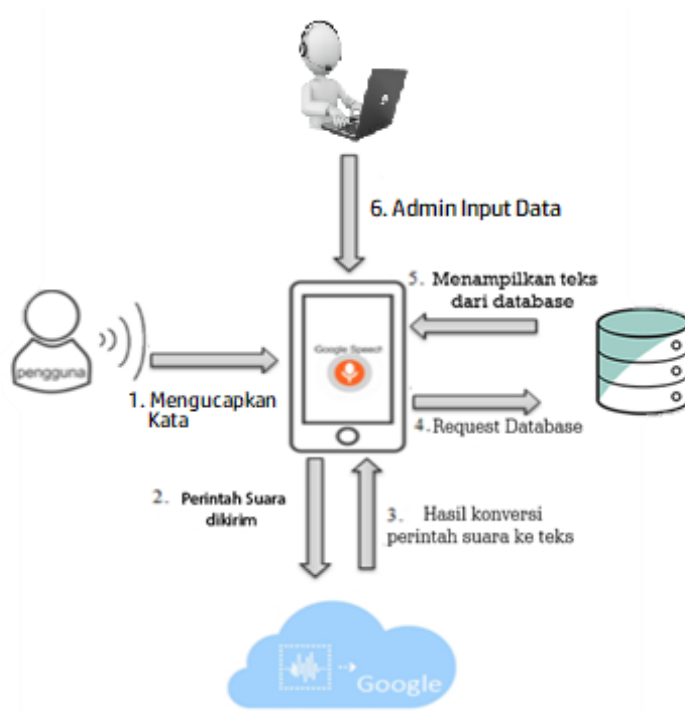 6. Admin Input Data
5. Menampilkan teks
dari database
Google Speech
pengguna
1. Mengucapkan
Kata
4. Request Database
2. Perintah Suara
dikirim
3. Hasil konversi
perintah suara ke teks
Google